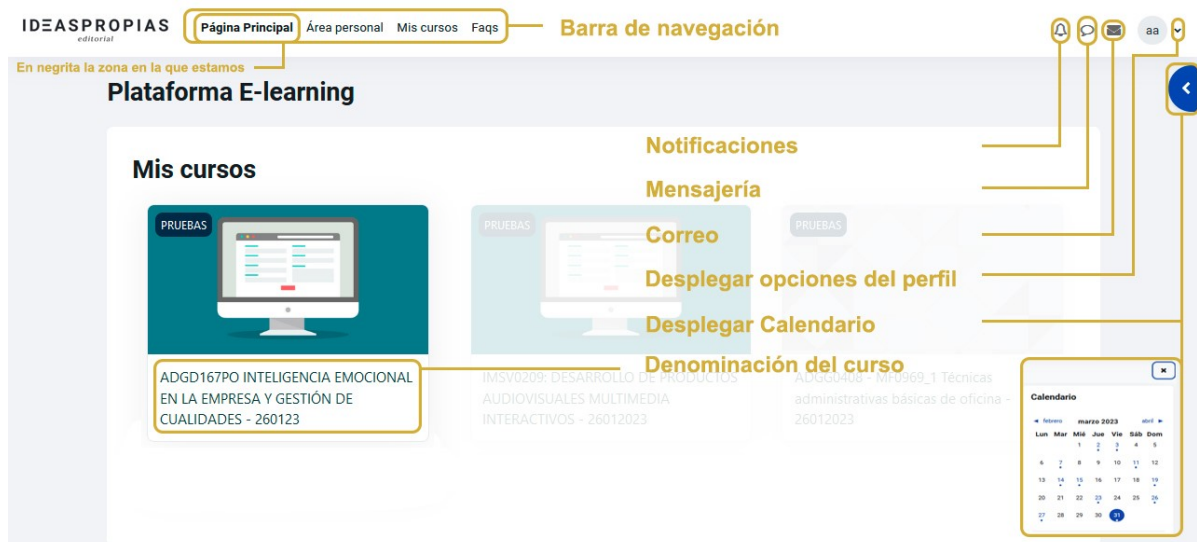 IDΞASPROPIAS
editorial
Página Principal Área personal Mis cursos Faqs
Barra de navegación
aa
En negrita la zona en la que estamos
Plataforma E-learning
Notificaciones
Mis cursos
Mensajería
PRUEBAS
PRUEBAS
PRUEBAS
Correo
Desplegar opciones del perfil
Desplegar Calendario
Denominación del curso
ADGD167PO INTELIGENCIA EMOCIONAL
EN LA EMPRESA Y GESTIÓN DE
CUALIDADES - 260123
IMSV0209: DESARROLLO DE PRODUCTOS
AUDIOVISUALES MULTIMEDIA
INTERACTIVOS - 26012023
ADGG0408 - MF0969_1 Técnicas
administrativas básicas de oficina -
26012023
Calendario
◄ febrero marzo 2023 abril ►
Lun Mar Mié Jue Vie Sáb Dom
1 2 3 4 5
6 7 8 9 10 11 12
13 14 15 16 17 18 19
20 21 22 23 24 25 26
27 28 29 30 31